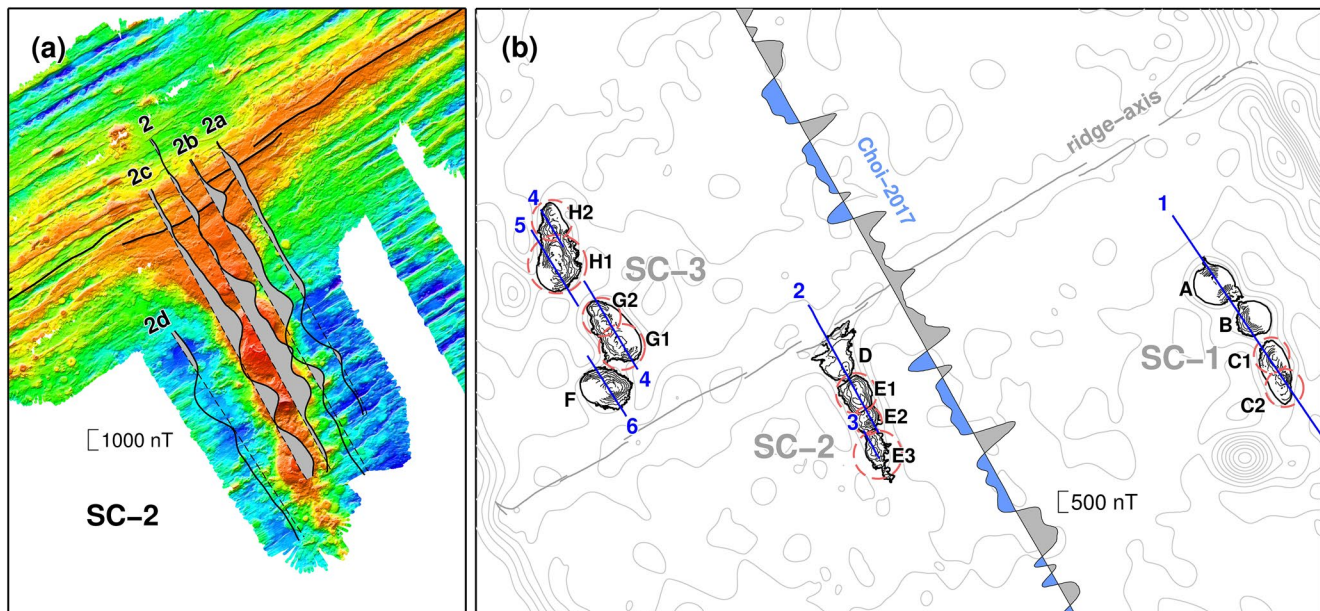 (a)
2
2a
2b
2c
2d
1000 nT
SC-2
(b)
Choi-2017
ridge-axis
4
5
H2
H1
SC-3
G2
G1
4
F
6
2
D
E1
E2
3
E3
SC-2
500 nT
1
A
B
SC-1
C1
C2